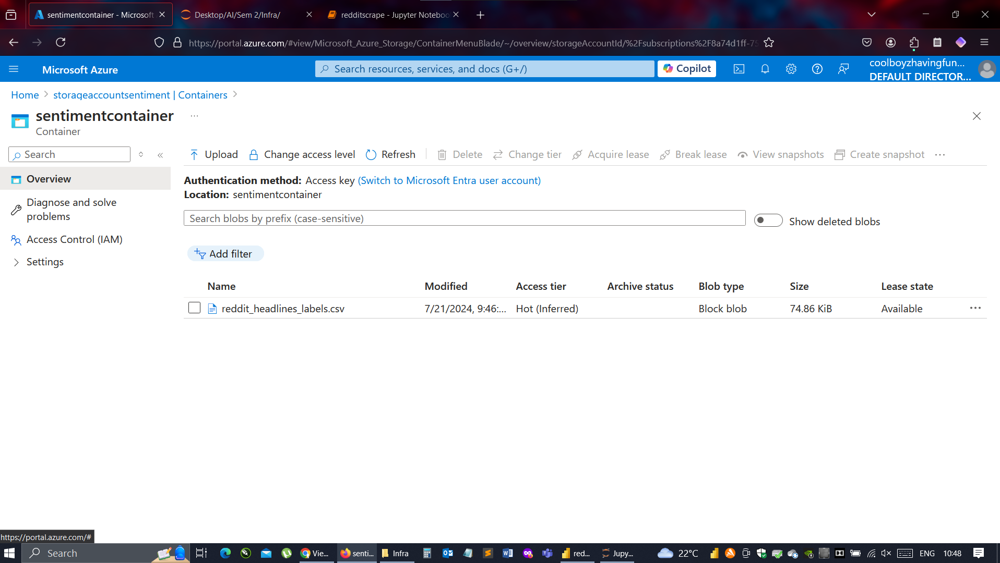 sentimentcontainer - Microsoft
Desktop/AI/Sem 2/Infra/
redditscrape - Jupyter Noteboo
https://portal.azure.com/#view/Microsoft_Azure_Storage/ContainerMenuBlade/~/overview/storageAccountId/%2Fsubscriptions%2F8a74d1ff-75
Microsoft Azure
Search resources, services, and docs (G+/)
Copilot
coolboyzhavingfun...
DEFAULT DIRECTOR...
Home > storageaccountsentiment | Containers >
sentimentcontainer ...
Container
Search
Overview
Diagnose and solve
problems
Access Control (IAM)
Settings
Upload
Change access level
Refresh
Delete
Change tier
Acquire lease
Break lease
View snapshots
Create snapshot
Authentication method: Access key (Switch to Microsoft Entra user account)
Location: sentimentcontainer
Search blobs by prefix (case-sensitive)
Show deleted blobs
Add filter
Name Modified Access tier Archive status Blob type Size Lease state
reddit_headlines_labels.csv 7/21/2024, 9:46:... Hot (Inferred) Block blob 74.86 KiB Available
https://portal.azure.com/#
Search
Vie...
senti...
Infra
red...
Jupy...
22°C
ENG
10:48